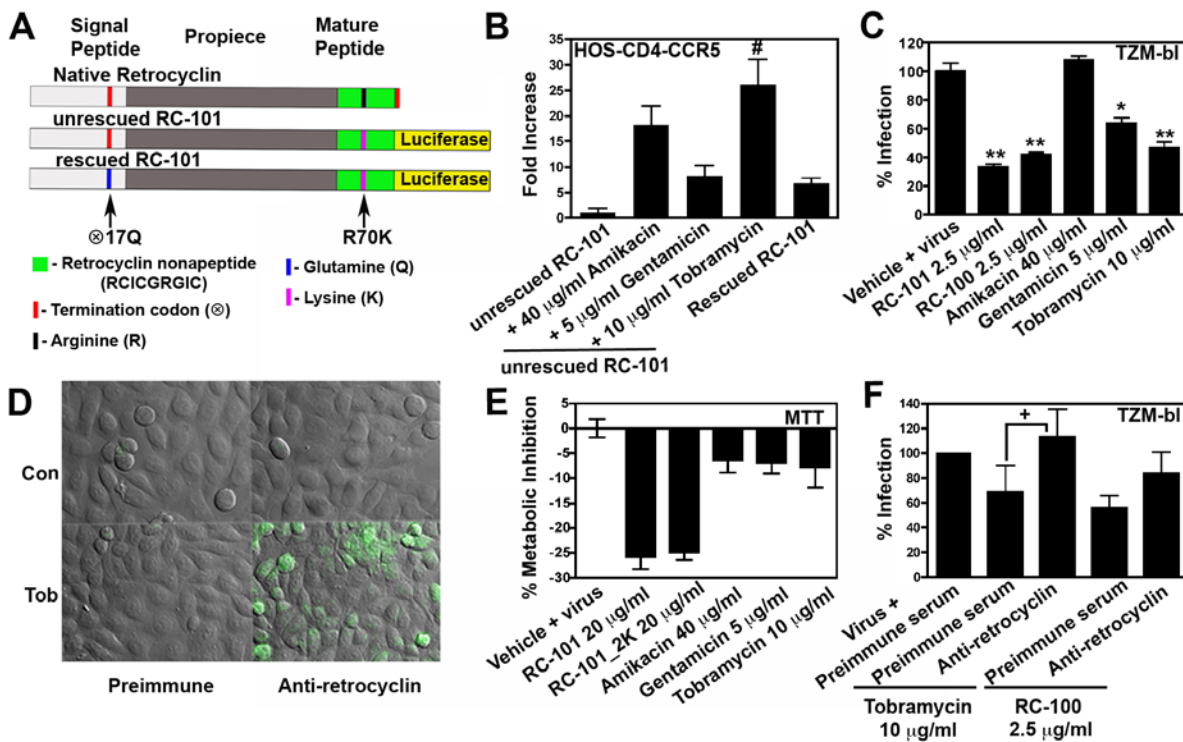 A
Signal Peptide
Propiece
Mature Peptide
Native Retrocyclin
unrescued RC-101
Luciferase
rescued RC-101
Luciferase
⊗17Q
R70K
- Retrocyclin nonapeptide
(RCICGRGIC)
- Termination codon (⊗)
- Arginine (R)
- Glutamine (Q)
- Lysine (K)
B
HOS-CD4-CCR5
#
Fold Increase
35
30
25
20
15
10
5
0
unrescued RC-101
+ 40 μg/ml Amikacin
+ 5 μg/ml Gentamicin
+ 10 μg/ml Tobramycin
Rescued RC-101
unrescued RC-101
C
TZM-bl
% Infection
120
100
80
60
40
20
0
**
**
*
**
Vehicle + virus
RC-101 2.5 μg/ml
RC-100 2.5 μg/ml
Amikacin 40 μg/ml
Gentamicin 5 μg/ml
Tobramycin 10 μg/ml
D
Con
Tob
Preimmune
Anti-retrocyclin
E
MTT
% Metabolic Inhibition
5
0
-5
-10
-15
-20
-25
-30
Vehicle + virus
RC-101 20 μg/ml
RC-101_2K 20 μg/ml
Amikacin 40 μg/ml
Gentamicin 5 μg/ml
Tobramycin 10 μg/ml
F
TZM-bl
+
% Infection
140
120
100
80
60
40
20
0
Virus +
Preimmune serum
Preimmune serum
Anti-retrocyclin
Preimmune serum
Anti-retrocyclin
Tobramycin
10 μg/ml
RC-100
2.5 μg/ml